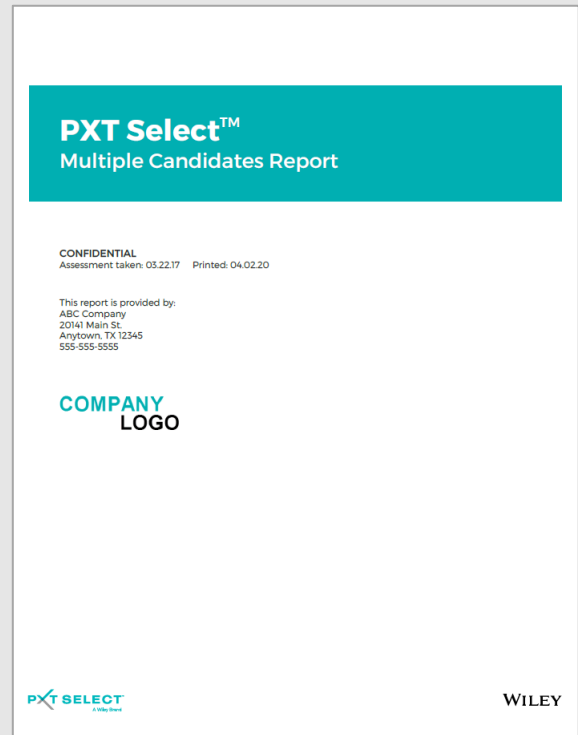 PXT Select™
Multiple Candidates Report
CONFIDENTIAL
Assessment taken: 03.22.17 Printed: 04.02.20
This report is provided by:
ABC Company
20141 Main St.
Anytown, TX 12345
555-555-5555
COMPANY
LOGO
PXT SELECT
A Wiley Brand
WILEY